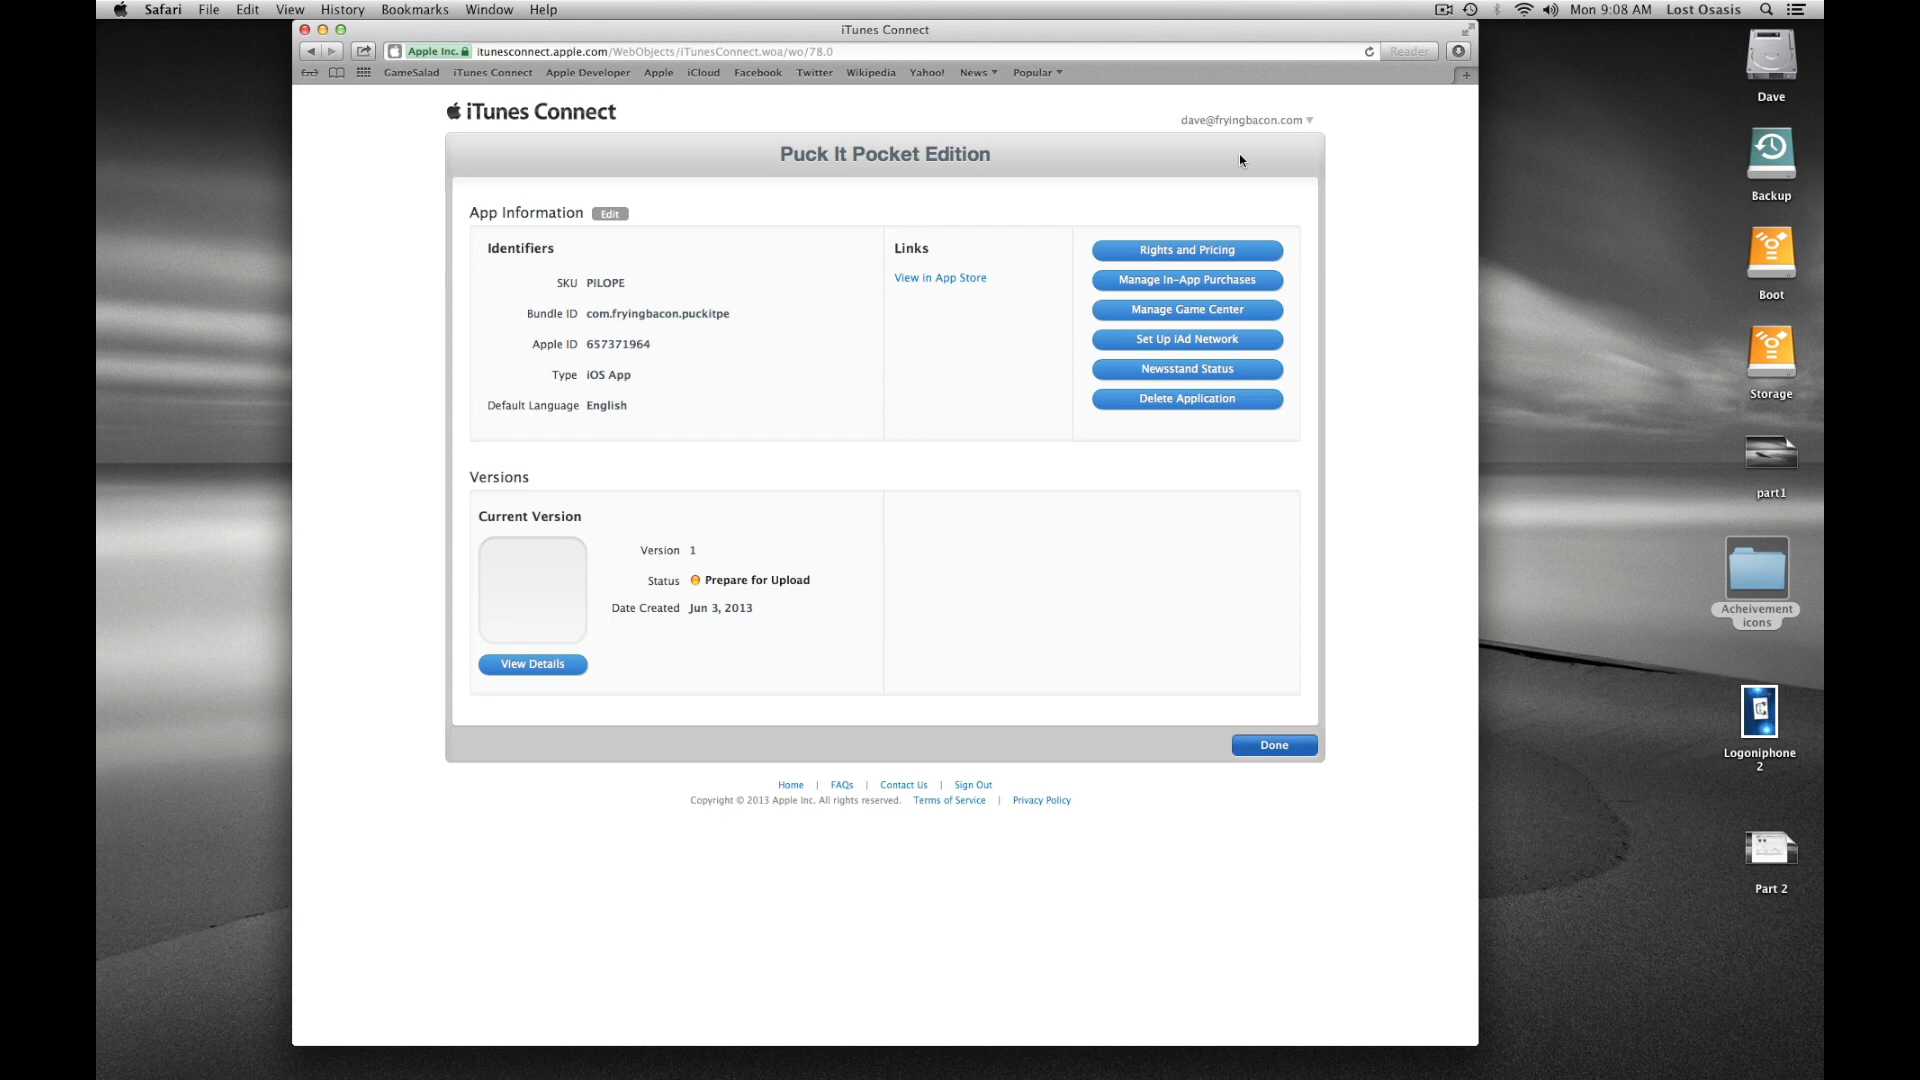 Safari File Edit View History Bookmarks Window Help
Mon 9:08 AM Lost Osasis
iTunes Connect
Apple Inc. itunesconnect.apple.com/WebObjects/iTunesConnect.woa/wo/78.0 Reader
GameSalad iTunes Connect Apple Developer Apple iCloud Facebook Twitter Wikipedia Yahoo! News Popular
iTunes Connect
dave@fryingbacon.com
Puck It Pocket Edition
App Information Edit
Identifiers
SKU PILOPE
Bundle ID com.fryingbacon.puckitpe
Apple ID 657371964
Type iOS App
Default Language English
Links
View in App Store
Rights and Pricing
Manage In-App Purchases
Manage Game Center
Set Up iAd Network
Newsstand Status
Delete Application
Versions
Current Version
Version 1
Status Prepare for Upload
Date Created Jun 3, 2013
View Details
Done
Home | FAQs | Contact Us | Sign Out
Copyright © 2013 Apple Inc. All rights reserved. Terms of Service | Privacy Policy
Dave
Backup
Boot
Storage
part1
Acheivement
icons
Logoniphone
2
Part 2